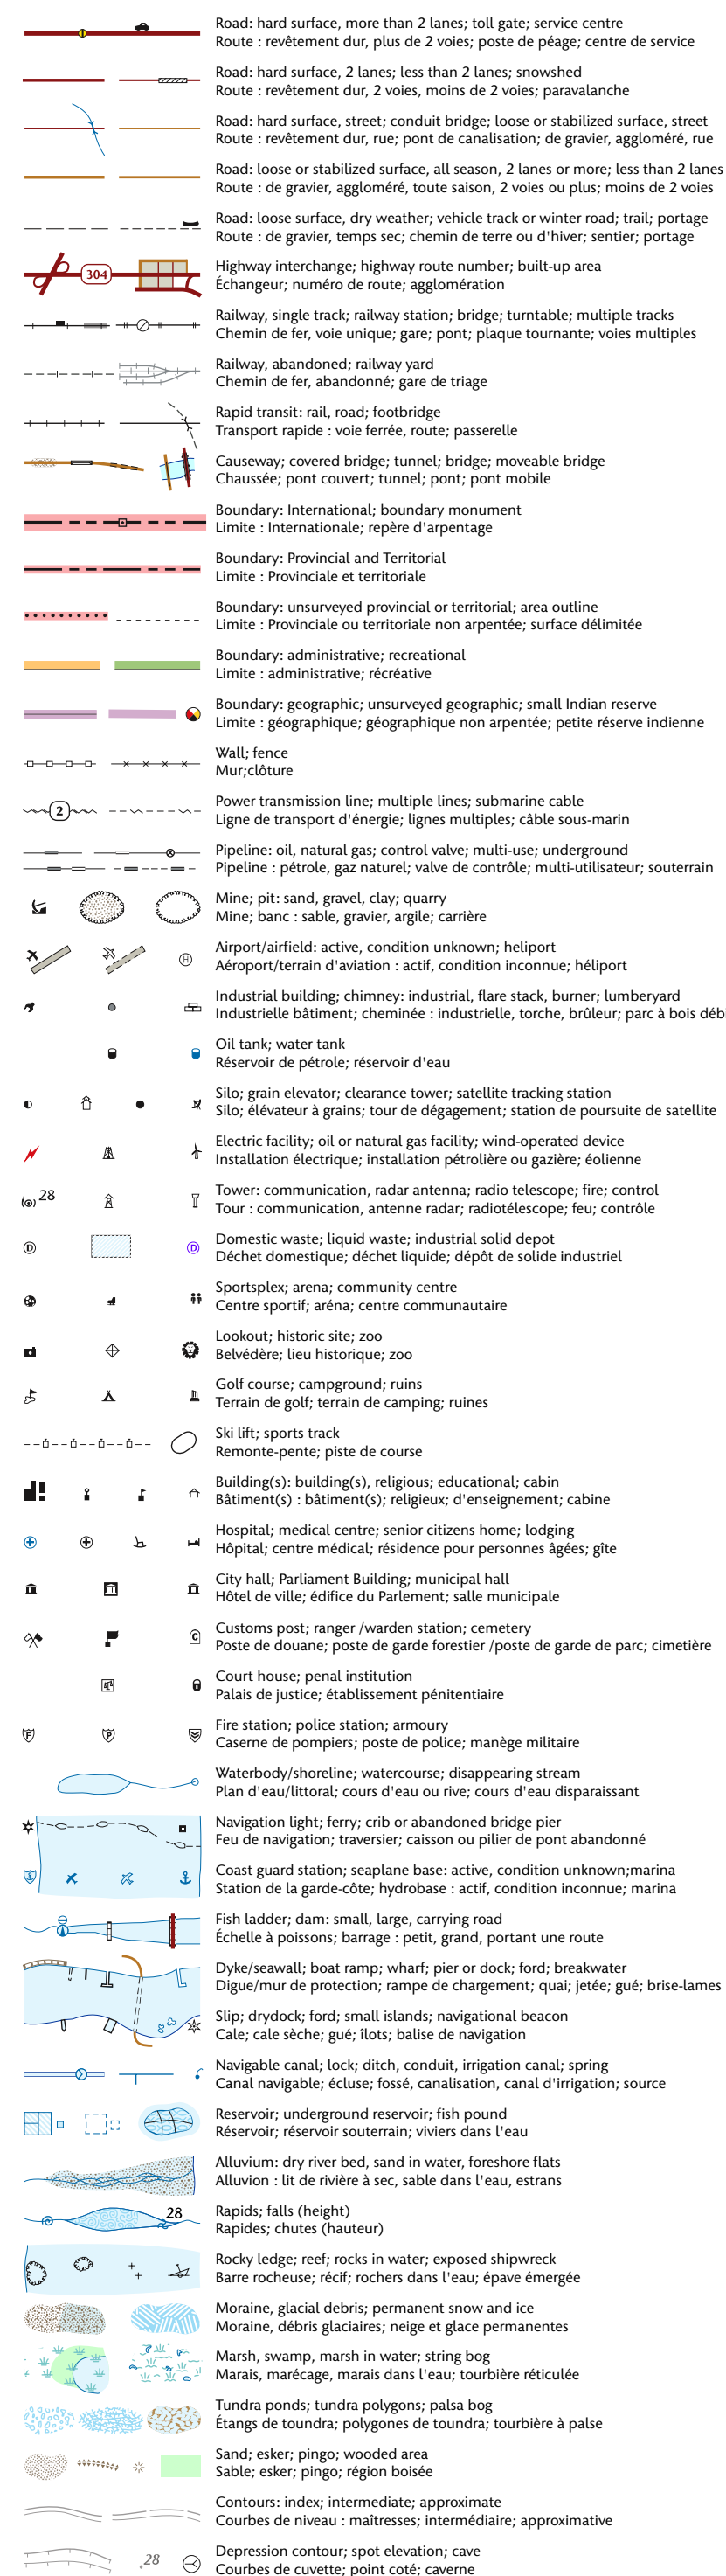 Road: hard surface, more than 2 lanes; toll gate; service centre
Route : revêtement dur, plus de 2 voies; poste de péage; centre de service
Road: hard surface, 2 lanes; less than 2 lanes; snowshed
Route : revêtement dur, 2 voies, moins de 2 voies; paravalanche
Road: hard surface, street; conduit bridge; loose or stabilized surface, street
Route : revêtement dur, rue; pont de canalisation; de gravier, aggloméré, rue
Road: loose or stabilized surface, all season, 2 lanes or more; less than 2 lanes
Route : de gravier, aggloméré, toute saison, 2 voies ou plus; moins de 2 voies
Road: loose surface, dry weather; vehicle track or winter road; trail; portage
Route : de gravier, temps sec; chemin de terre ou d'hiver; sentier; portage
304
Highway interchange; highway route number; built-up area
Échangeur; numéro de route; agglomération
Railway, single track; railway station; bridge; turntable; multiple tracks
Chemin de fer, voie unique; gare; pont; plaque tournante; voies multiples
Railway, abandoned; railway yard
Chemin de fer, abandonné; gare de triage
Rapid transit: rail, road; footbridge
Transport rapide : voie ferrée, route; passerelle
Causeway; covered bridge; tunnel; bridge; moveable bridge
Chaussée; pont couvert; tunnel; pont; pont mobile
Boundary: International; boundary monument
Limite : Internationale; repère d'arpentage
Boundary: Provincial and Territorial
Limite : Provinciale et territoriale
Boundary: unsurveyed provincial or territorial; area outline
Limite : Provinciale ou territoriale non arpentée; surface délimitée
Boundary: administrative; recreational
Limite : administrative; récréative
Boundary: geographic; unsurveyed geographic; small Indian reserve
Limite : géographique; géographique non arpentée; petite réserve indienne
Wall; fence
Mur;clôture
2
Power transmission line; multiple lines; submarine cable
Ligne de transport d'énergie; lignes multiples; câble sous-marin
Pipeline: oil, natural gas; control valve; multi-use; underground
Pipeline : pétrole, gaz naturel; valve de contrôle; multi-utilisateur; souterrain
Mine; pit: sand, gravel, clay; quarry
Mine; banc : sable, gravier, argile; carrière
H
Airport/airfield: active, condition unknown; heliport
Aéroport/terrain d'aviation : actif, condition inconnue; héliport
Industrial building; chimney: industrial, flare stack, burner; lumberyard
Industrielle bâtiment; cheminée : industrielle, torche, brûleur; parc à bois déb
Oil tank; water tank
Réservoir de pétrole; réservoir d'eau
Silo; grain elevator; clearance tower; satellite tracking station
Silo; élévateur à grains; tour de dégagement; station de poursuite de satellite
Electric facility; oil or natural gas facility; wind-operated device
Installation électrique; installation pétrolière ou gazière; éolienne
28
Tower: communication, radar antenna; radio telescope; fire; control
Tour : communication, antenne radar; radiotélescope; feu; contrôle
D D
Domestic waste; liquid waste; industrial solid depot
Déchet domestique; déchet liquide; dépôt de solide industriel
Sportsplex; arena; community centre
Centre sportif; aréna; centre communautaire
Lookout; historic site; zoo
Belvédère; lieu historique; zoo
Golf course; campground; ruins
Terrain de golf; terrain de camping; ruines
Ski lift; sports track
Remonte-pente; piste de course
Building(s): building(s), religious; educational; cabin
Bâtiment(s) : bâtiment(s); religieux; d'enseignement; cabine
Hospital; medical centre; senior citizens home; lodging
Hôpital; centre médical; résidence pour personnes âgées; gîte
City hall; Parliament Building; municipal hall
Hôtel de ville; édifice du Parlement; salle municipale
C
Customs post; ranger /warden station; cemetery
Poste de douane; poste de garde forestier /poste de garde de parc; cimetière
Court house; penal institution
Palais de justice; établissement pénitentiaire
F P
Fire station; police station; armoury
Caserne de pompiers; poste de police; manège militaire
Waterbody/shoreline; watercourse; disappearing stream
Plan d'eau/littoral; cours d'eau ou rive; cours d'eau disparaissant
Navigation light; ferry; crib or abandoned bridge pier
Feu de navigation; traversier; caisson ou pilier de pont abandonné
Coast guard station; seaplane base: active, condition unknown;marina
Station de la garde-côte; hydrobase : actif, condition inconnue; marina
Fish ladder; dam: small, large, carrying road
Échelle à poissons; barrage : petit, grand, portant une route
Dyke/seawall; boat ramp; wharf; pier or dock; ford; breakwater
Digue/mur de protection; rampe de chargement; quai; jetée; gué; brise-lames
Slip; drydock; ford; small islands; navigational beacon
Cale; cale sèche; gué; îlots; balise de navigation
Navigable canal; lock; ditch, conduit, irrigation canal; spring
Canal navigable; écluse; fossé, canalisation, canal d'irrigation; source
Reservoir; underground reservoir; fish pound
Réservoir; réservoir souterrain; viviers dans l'eau
Alluvium: dry river bed, sand in water, foreshore flats
Alluvion : lit de rivière à sec, sable dans l'eau, estrans
28
Rapids; falls (height)
Rapides; chutes (hauteur)
Rocky ledge; reef; rocks in water; exposed shipwreck
Barre rocheuse; récif; rochers dans l'eau; épave émergée
Moraine, glacial debris; permanent snow and ice
Moraine, débris glaciaires; neige et glace permanentes
Marsh, swamp, marsh in water; string bog
Marais, marécage, marais dans l'eau; tourbière réticulée
Tundra ponds; tundra polygons; palsa bog
Étangs de toundra; polygones de toundra; tourbière à palse
Sand; esker; pingo; wooded area
Sable; esker; pingo; région boisée
Contours: index; intermediate; approximate
Courbes de niveau : maîtresses; intermédiaire; approximative
.28
Depression contour; spot elevation; cave
Courbes de cuvette; point coté; caverne